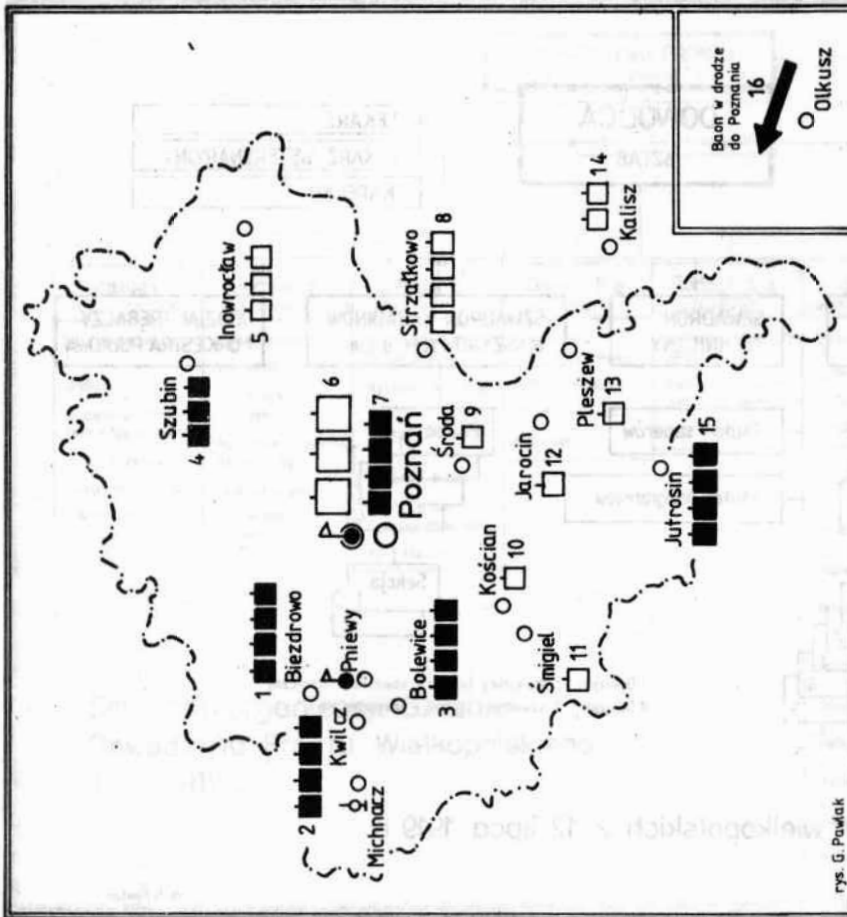 Baon w drodze
do Poznania
16
Olkusz
14
Kalisz
Inowrocław
5
Strzałkowo
8
Szubin
4
6
7
Poznań
Środa
9
Pleszew
13
Jarocin
12
Jutrosin
15
Kościan
10
Śmigiel
11
1
Biezdrowo
Pniewy
Bolewice
3
2
Kwilcz
Michnacz
rys. G. Pawlak